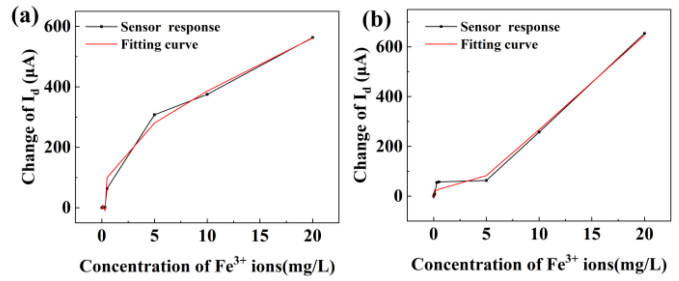 (a)
600
400
200
0
Change of I_d (μA)
Sensor response
Fitting curve
0 5 10 15 20
Concentration of Fe³⁺ ions(mg/L)
(b)
600
400
200
0
Change of I_d (μA)
Sensor response
Fitting curve
0 5 10 15 20
Concentration of Fe³⁺ ions(mg/L)